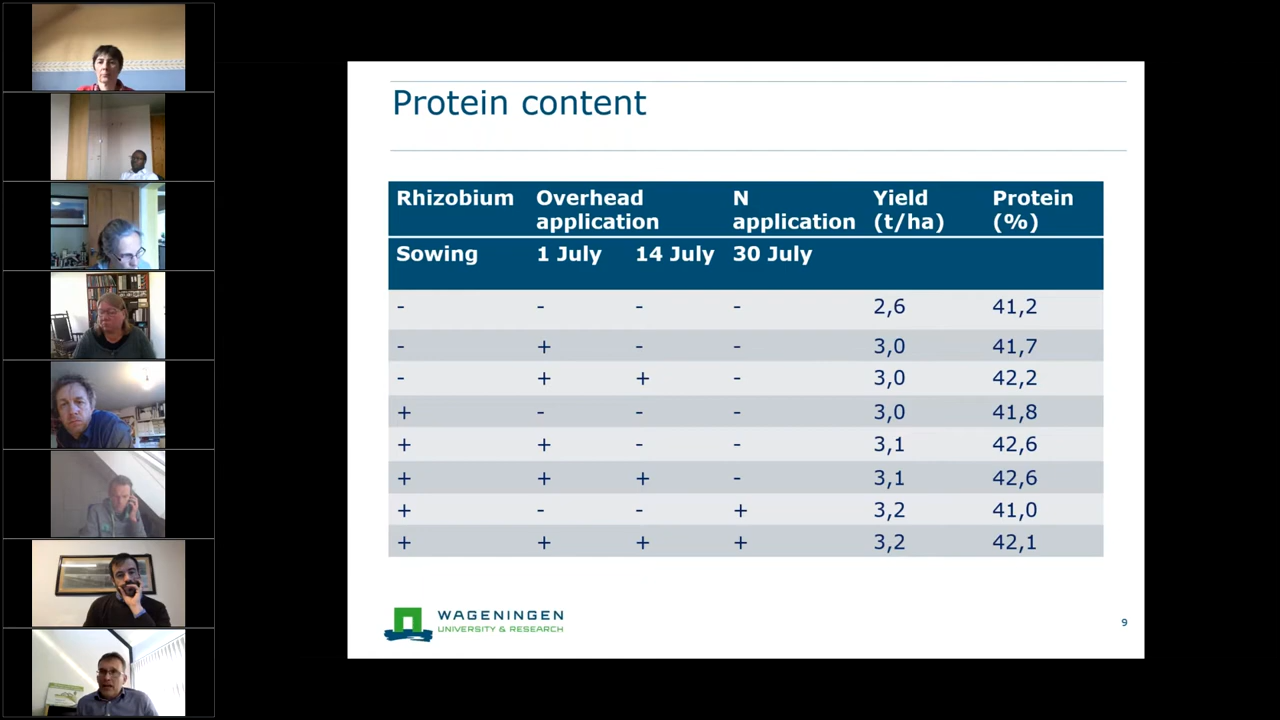 Protein content
Rhizobium Overhead application N application Yield (t/ha) Protein (%)
Sowing 1 July 14 July 30 July
- - - - 2,6 41,2
- + - - 3,0 41,7
- + + - 3,0 42,2
+ - - - 3,0 41,8
+ + - - 3,1 42,6
+ + + - 3,1 42,6
+ - - + 3,2 41,0
+ + + + 3,2 42,1
WAGENINGEN
UNIVERSITY & RESEARCH
9